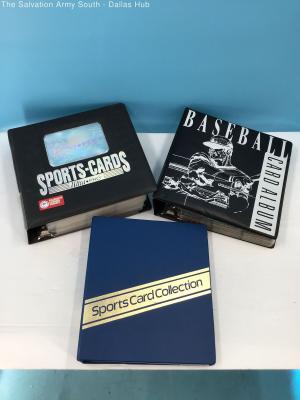 The Salvation Army South - Dallas Hub
SPORTS-CARDS
BASEBALL
CARD ALBUM
Sports Card Collection